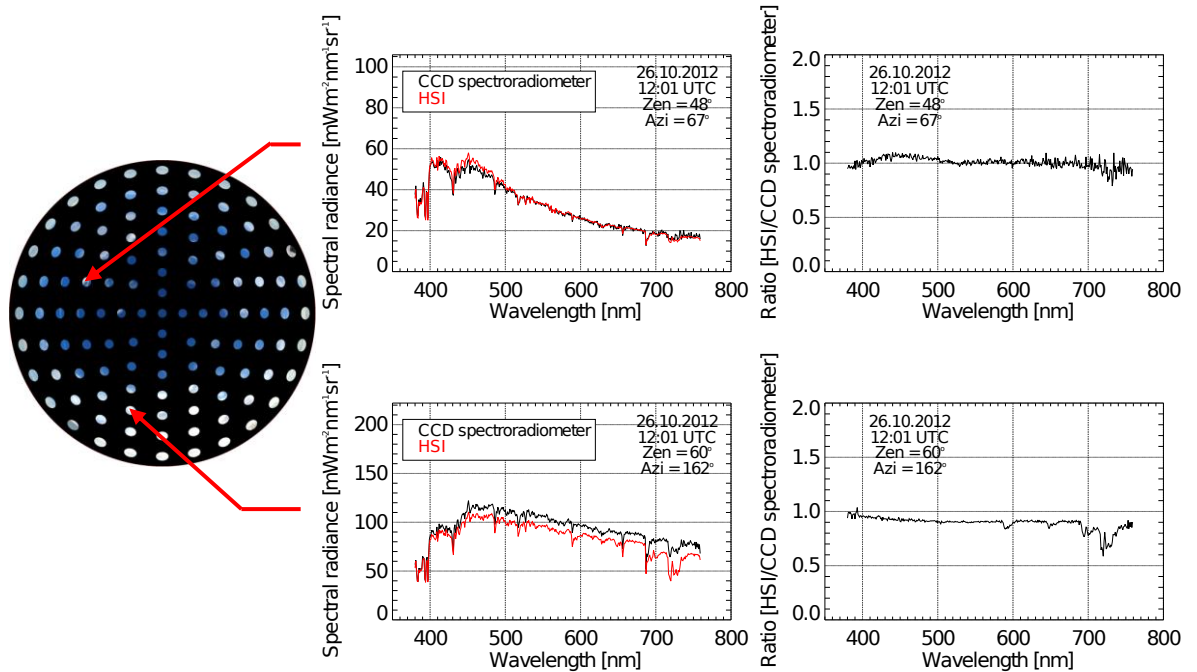 Spectral radiance [mWm⁻²nm⁻¹sr⁻¹]
100
80
60
40
20
0
CCD spectroradiometer
HSI
26.10.2012
12:01 UTC
Zen = 48°
Azi = 67°
400 500 600 700 800
Wavelength [nm]
Ratio [HSI/CCD spectroradiometer]
2.0
1.5
1.0
0.5
0.0
26.10.2012
12:01 UTC
Zen = 48°
Azi = 67°
400 500 600 700 800
Wavelength [nm]
Spectral radiance [mWm⁻²nm⁻¹sr⁻¹]
200
150
100
50
0
CCD spectroradiometer
HSI
26.10.2012
12:01 UTC
Zen = 60°
Azi = 162°
400 500 600 700 800
Wavelength [nm]
Ratio [HSI/CCD spectroradiometer]
2.0
1.5
1.0
0.5
0.0
26.10.2012
12:01 UTC
Zen = 60°
Azi = 162°
400 500 600 700 800
Wavelength [nm]